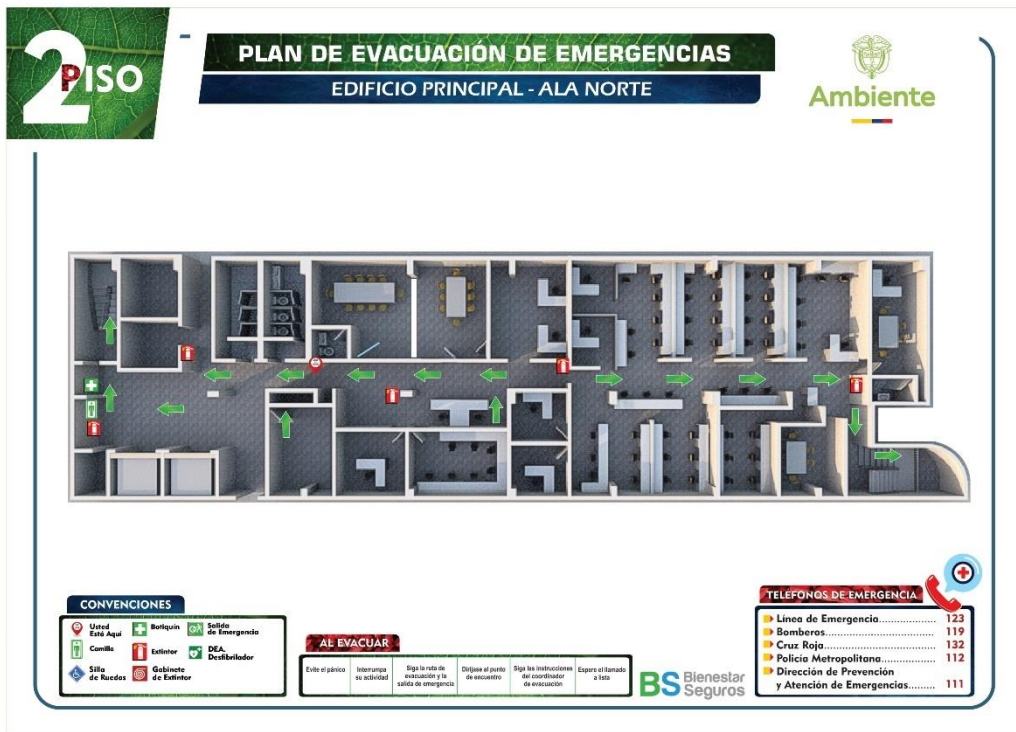 2 PISO
PLAN DE EVACUACIÓN DE EMERGENCIAS
EDIFICIO PRINCIPAL - ALA NORTE
Ambiente
CONVENCIONES
Usted
Está Aquí
Botiquín
Salida
de Emergencia
Camilla
Extintor
DEA.
Desfibrilador
Silla
de Ruedas
Gabinete
de Extintor
AL EVACUAR
Evite el pánico
Interrumpa
su actividad
Siga la ruta de
evacuación y la
salida de emergencia
Diríjase al punto
de encuentro
Siga las instrucciones
del coordinador
de evacuación
Espere el llamado
a lista
BS Bienestar
Seguros
TELÉFONOS DE EMERGENCIA
Línea de Emergencia.................. 123
Bomberos.................. 119
Cruz Roja.................. 132
Policía Metropolitana.................. 112
Dirección de Prevención
y Atención de Emergencias......... 111